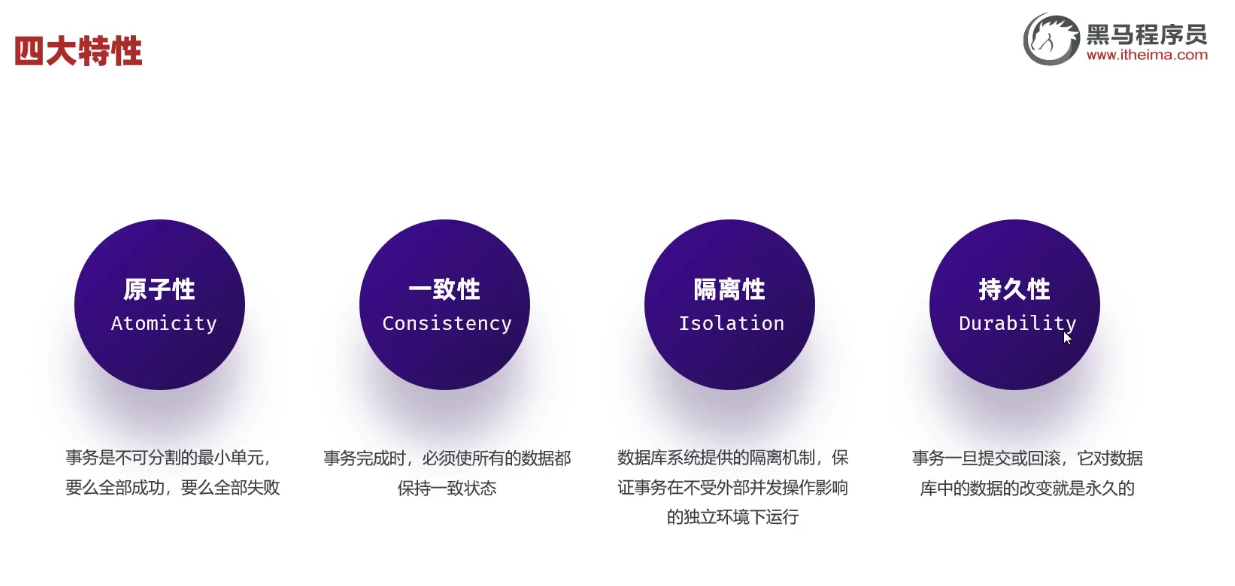 四大特性
黑马程序员
www.itheima.com
原子性
Atomicity
事务是不可分割的最小单元，
要么全部成功，要么全部失败
一致性
Consistency
事务完成时，必须使所有的数据都
保持一致状态
隔离性
Isolation
数据库系统提供的隔离机制，保
证事务在不受外部并发操作影响
的独立环境下运行
持久性
Durability
事务一旦提交或回滚，它对数据
库中的数据的改变就是永久的